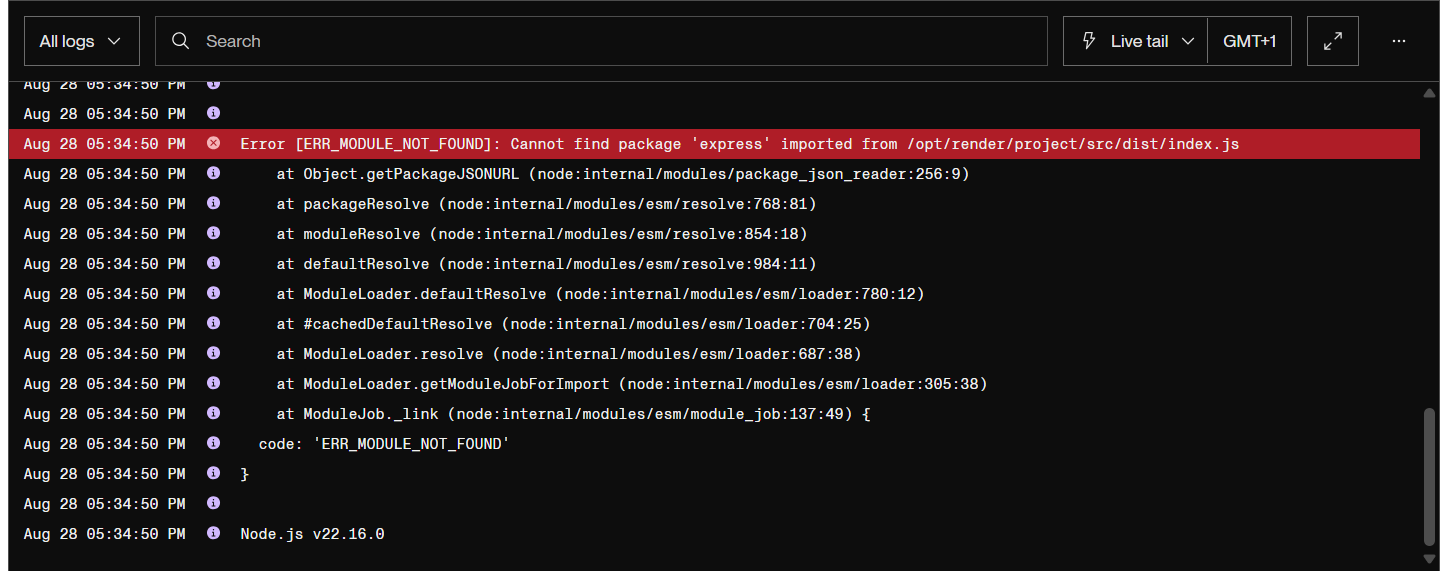 All logs Search Live tail GMT+1 ...
Aug 28 05:34:50 PM
Aug 28 05:34:50 PM
Aug 28 05:34:50 PM Error [ERR_MODULE_NOT_FOUND]: Cannot find package 'express' imported from /opt/render/project/src/dist/index.js
Aug 28 05:34:50 PM at Object.getPackageJSONURL (node:internal/modules/package_json_reader:256:9)
Aug 28 05:34:50 PM at packageResolve (node:internal/modules/esm/resolve:768:81)
Aug 28 05:34:50 PM at moduleResolve (node:internal/modules/esm/resolve:854:18)
Aug 28 05:34:50 PM at defaultResolve (node:internal/modules/esm/resolve:984:11)
Aug 28 05:34:50 PM at ModuleLoader.defaultResolve (node:internal/modules/esm/loader:780:12)
Aug 28 05:34:50 PM at #cachedDefaultResolve (node:internal/modules/esm/loader:704:25)
Aug 28 05:34:50 PM at ModuleLoader.resolve (node:internal/modules/esm/loader:687:38)
Aug 28 05:34:50 PM at ModuleLoader.getModuleJobForImport (node:internal/modules/esm/loader:305:38)
Aug 28 05:34:50 PM at ModuleJob._link (node:internal/modules/esm/module_job:137:49) {
Aug 28 05:34:50 PM code: 'ERR_MODULE_NOT_FOUND'
Aug 28 05:34:50 PM }
Aug 28 05:34:50 PM
Aug 28 05:34:50 PM Node.js v22.16.0